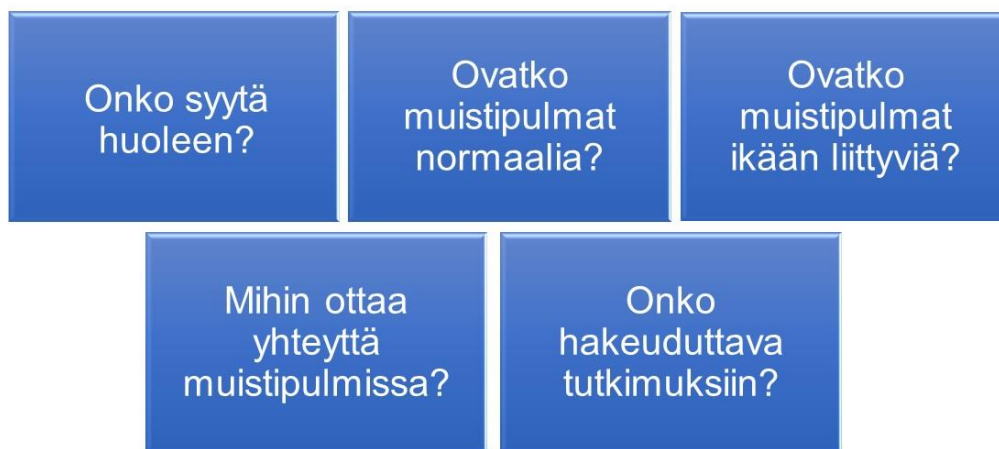 Onko syytä
huoleen?
Ovatko
muistipulmat
normaalia?
Ovatko
muistipulmat
ikään liittyviä?
Mihin ottaa
yhteyttä
muistipulmissa?
Onko
hakeuduttava
tutkimuksiin?